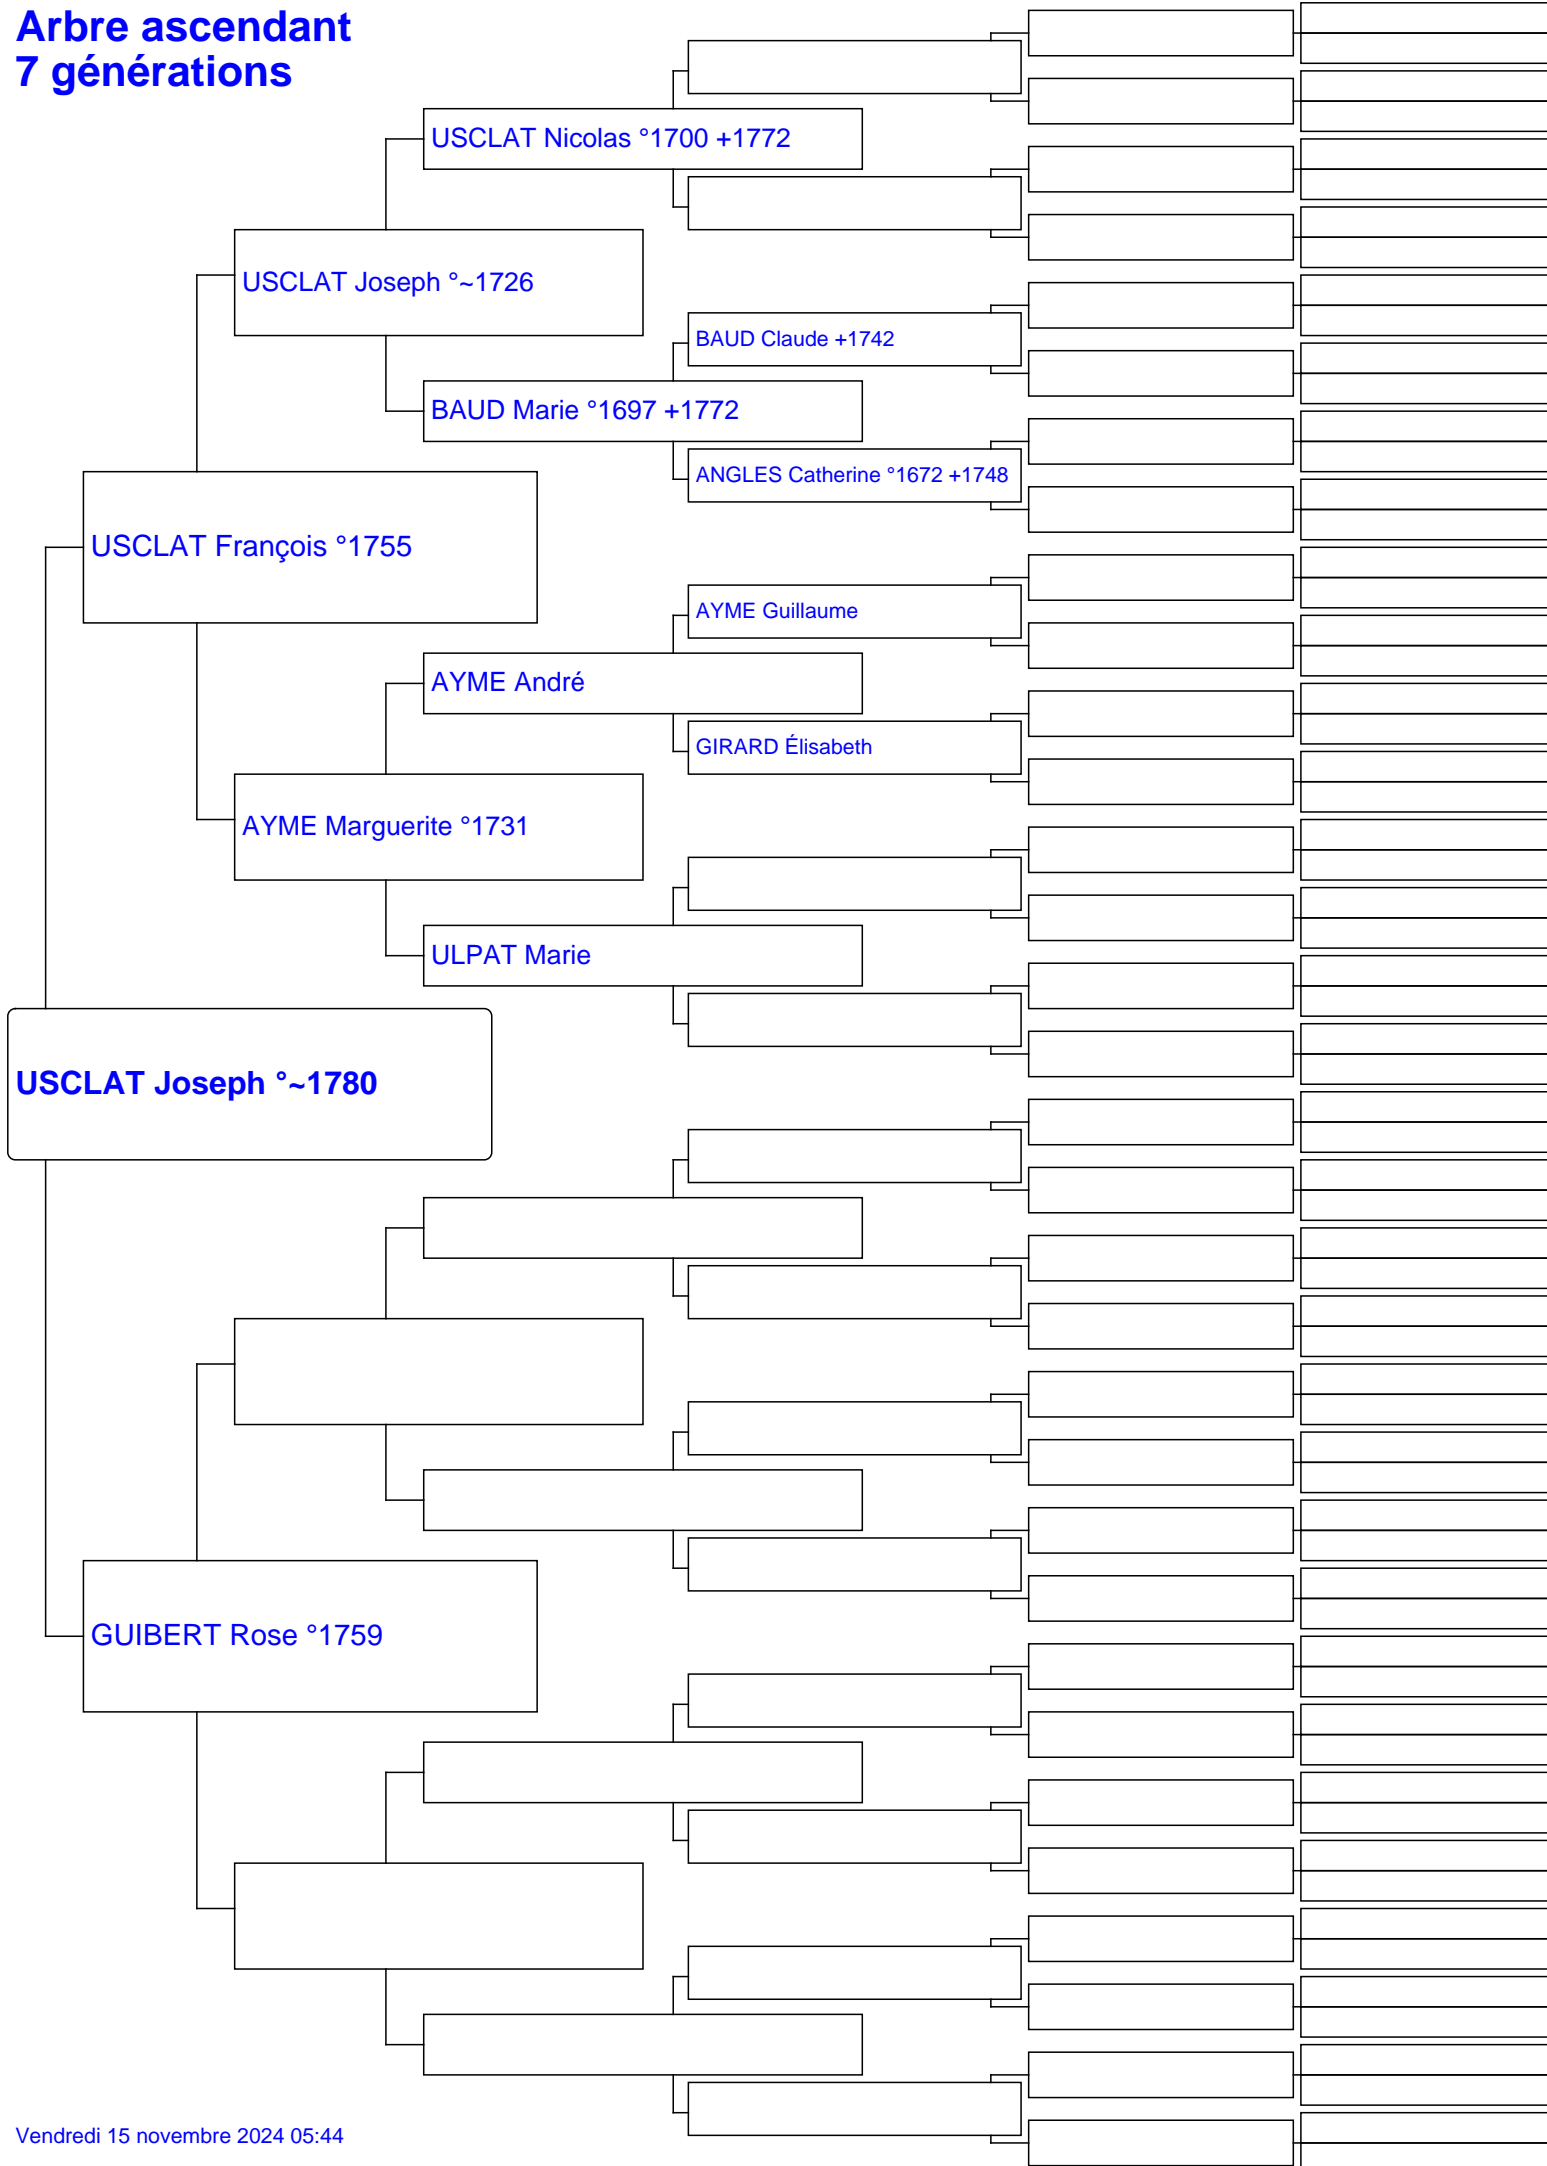 Arbre ascendant
7 générations
USCLAT Nicolas °1700 +1772
USCLAT Joseph °~1726
BAUD Claude +1742
BAUD Marie °1697 +1772
ANGLES Catherine °1672 +1748
USCLAT François °1755
AYME Guillaume
AYME André
GIRARD Élisabeth
AYME Marguerite °1731
ULPAT Marie
USCLAT Joseph °~1780
GUIBERT Rose °1759
Vendredi 15 novembre 2024 05:44